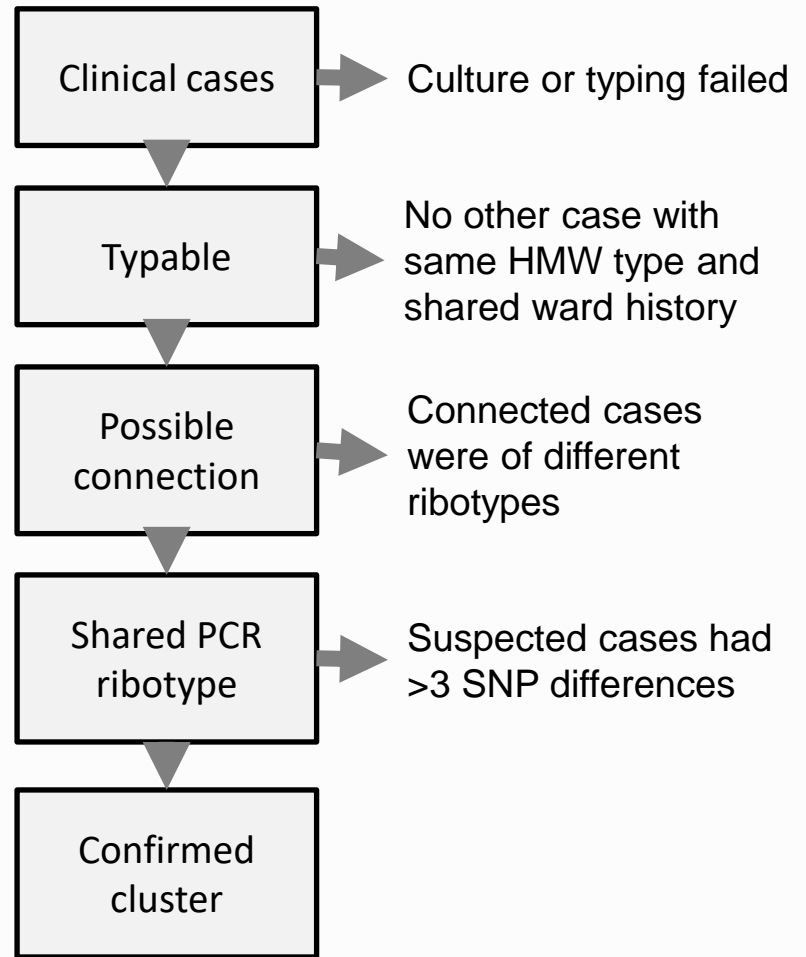 Clinical cases
Culture or typing failed
Typable
No other case with
same HMW type and
shared ward history
Possible
connection
Connected cases
were of different
ribotypes
Shared PCR
ribotype
Suspected cases had
>3 SNP differences
Confirmed
cluster